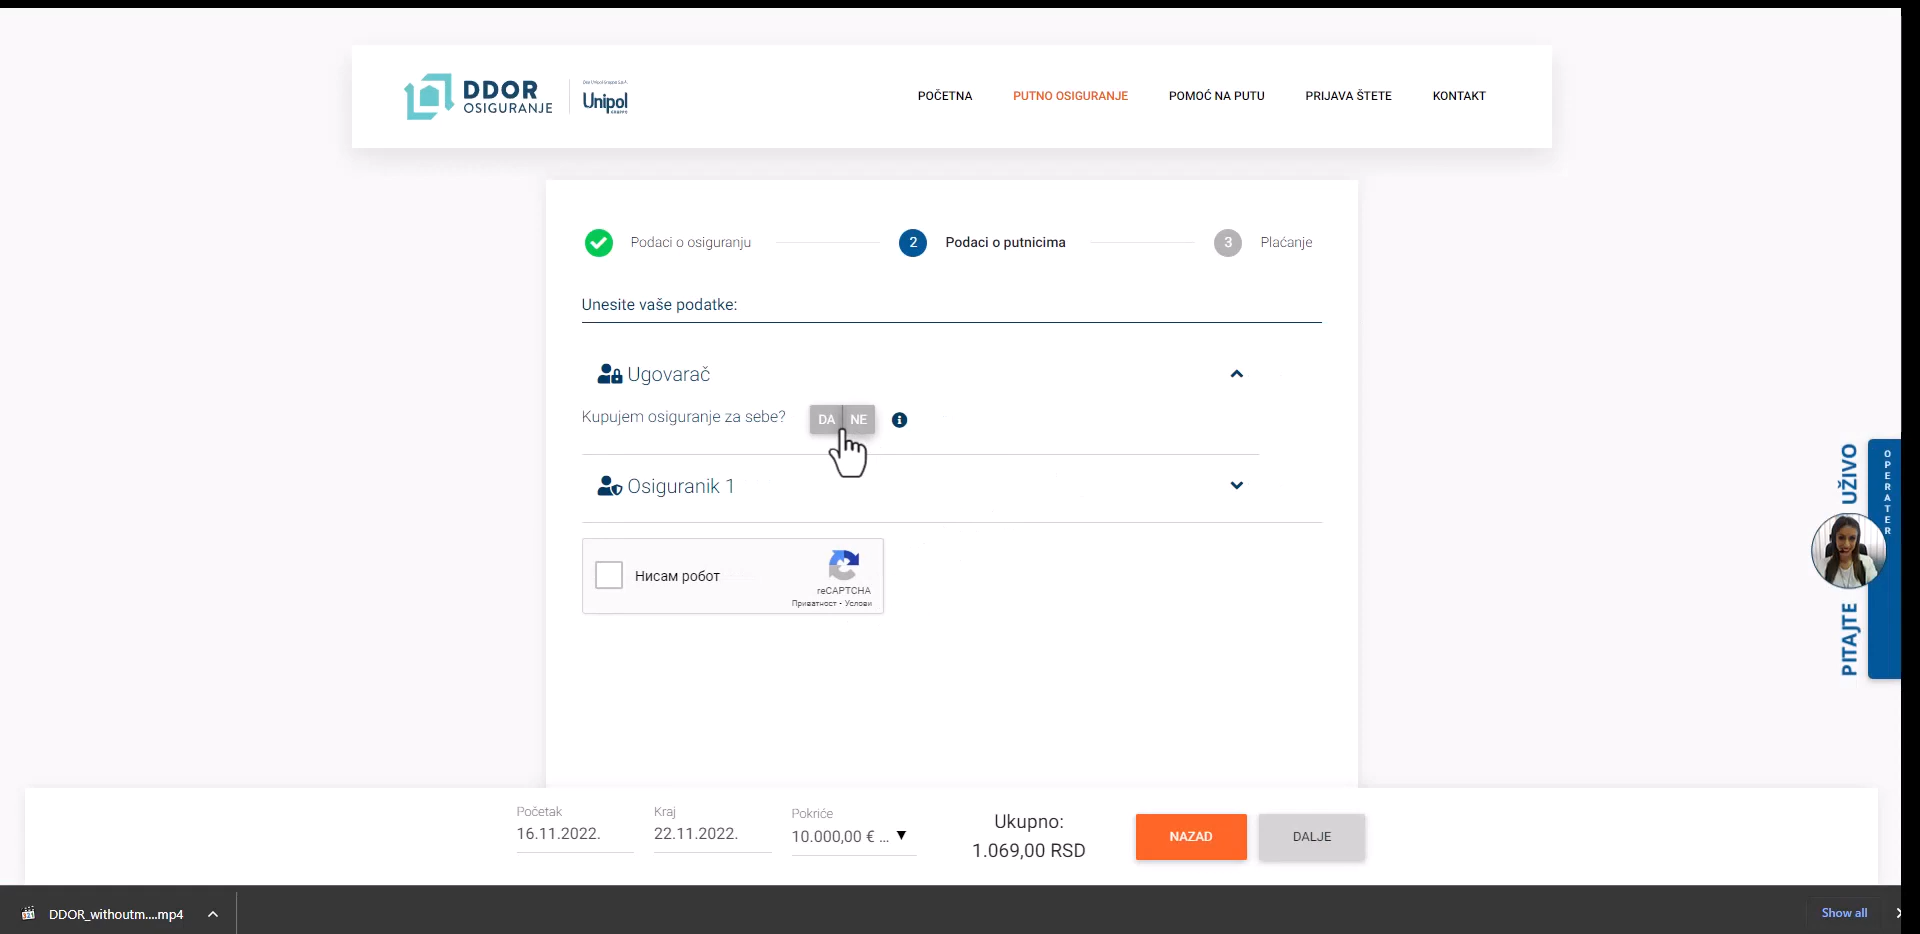 DDOR
OSIGURANJE
Unipol
GRUPPO
POČETNA
PUTNO OSIGURANJE
POMOĆ NA PUTU
PRIJAVA ŠTETE
KONTAKT
Podaci o osiguranju
2
Podaci o putnicima
3
Plaćanje
Unesite vaše podatke:
Ugovarač
Kupujem osiguranje za sebe?
DA
NE
Osiguranik 1
Нисам робот
reCAPTCHA
Приватност - Услови
PITAJTE UŽIVO
OPERATER
Početak
16.11.2022.
Kraj
22.11.2022.
Pokriće
10.000,00 € ...
Ukupno:
1.069,00 RSD
NAZAD
DALJE
DDOR_withoutm....mp4
Show all